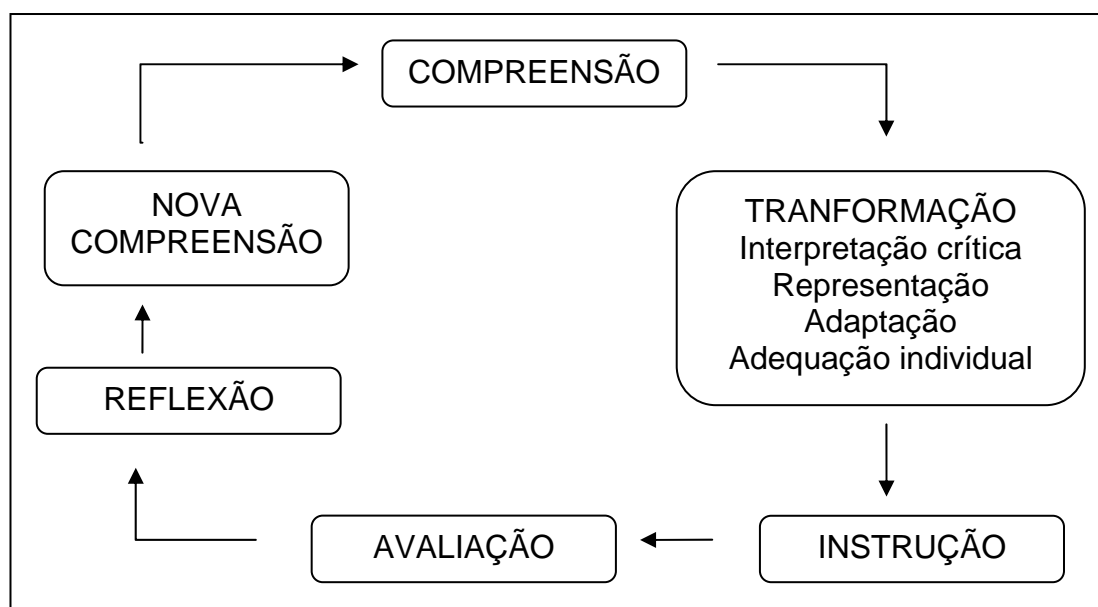 COMPREENSÃO
TRANFORMAÇÃO
Interpretação crítica
Representação
Adaptação
Adequação individual
INSTRUÇÃO
AVALIAÇÃO
REFLEXÃO
NOVA
COMPREENSÃO